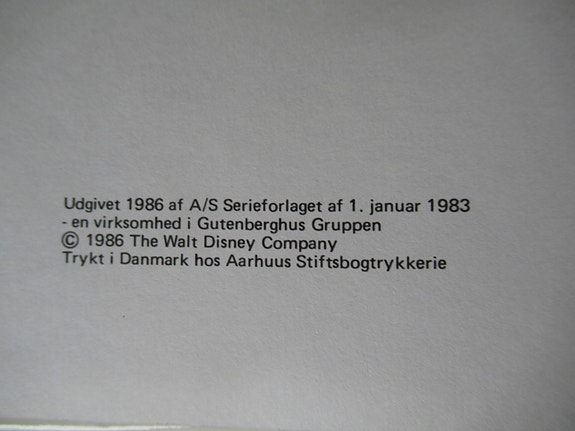 Udgivet 1986 af A/S Serieforlaget af 1. januar 1983
- en virksomhed i Gutenberghus Gruppen
© 1986 The Walt Disney Company
Trykt i Danmark hos Aarhuus Stiftsbogtrykkerie